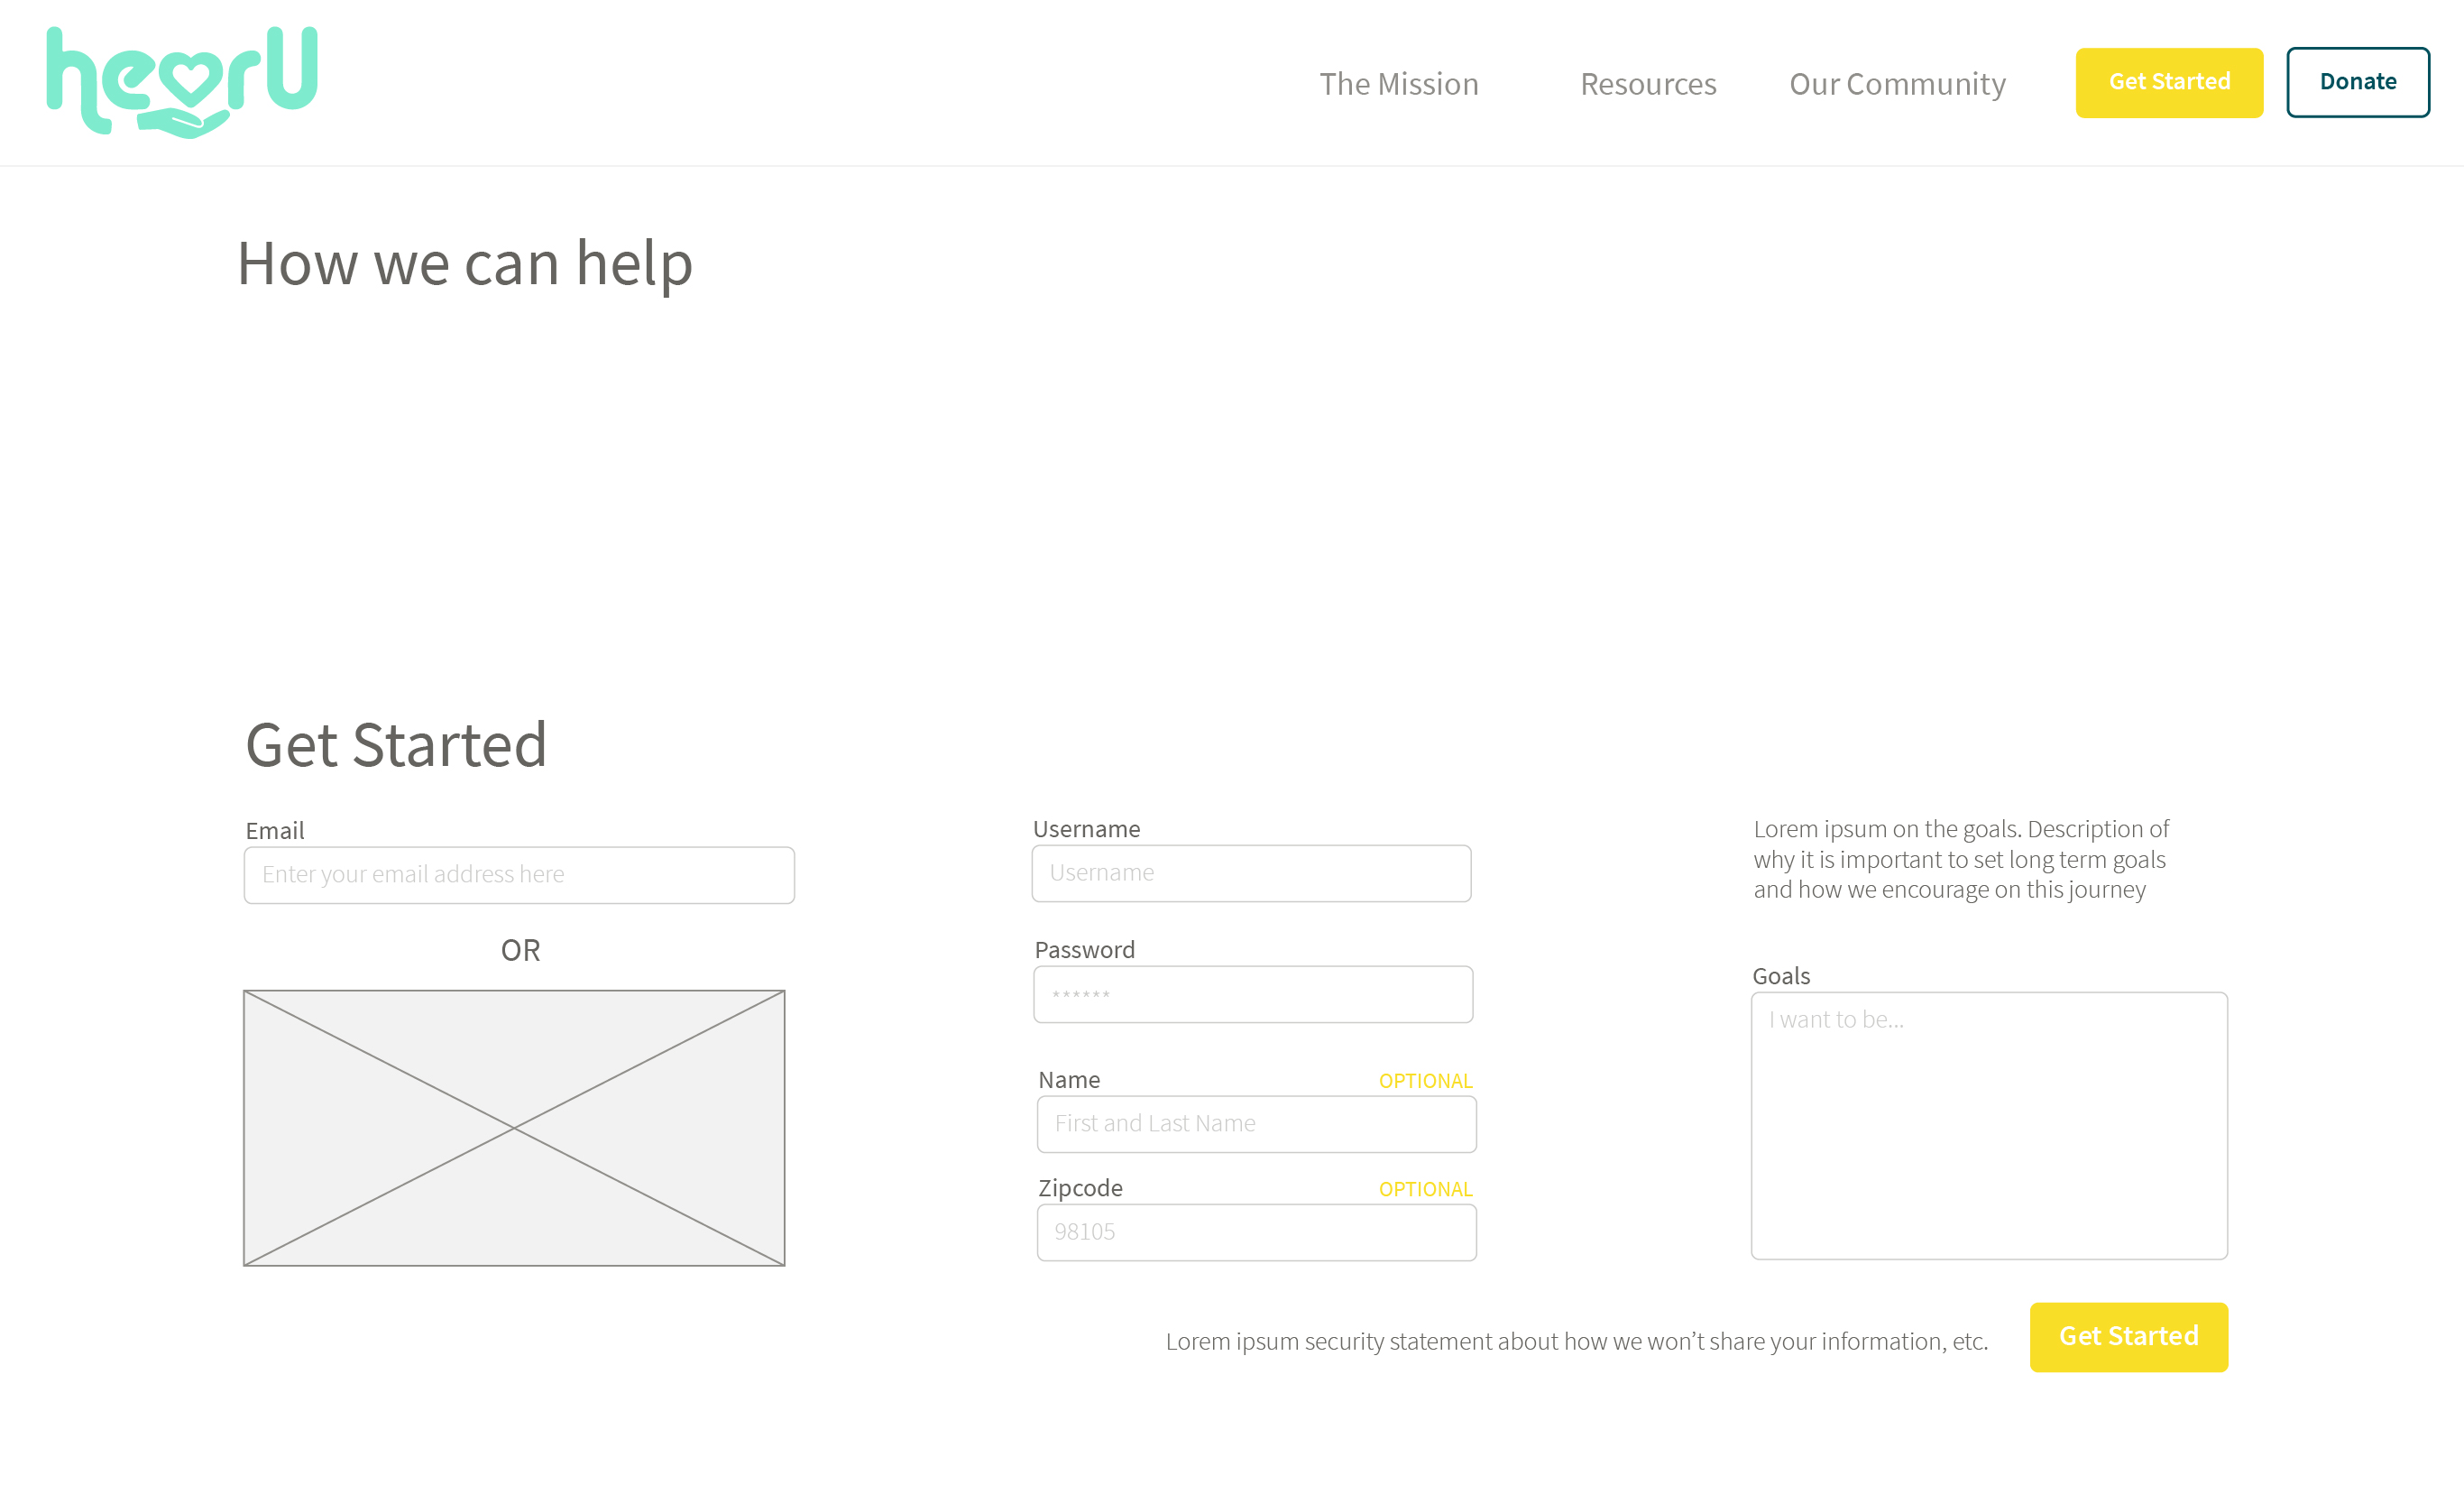 hearU
The Mission
Resources
Our Community
Get Started
Donate
How we can help
Get Started
Email
Enter your email address here
OR
Username
Username
Password
******
Name
OPTIONAL
First and Last Name
Zipcode
OPTIONAL
98105
Lorem ipsum on the goals. Description of
why it is important to set long term goals
and how we encourage on this journey
Goals
I want to be...
Lorem ipsum security statement about how we won’t share your information, etc.
Get Started